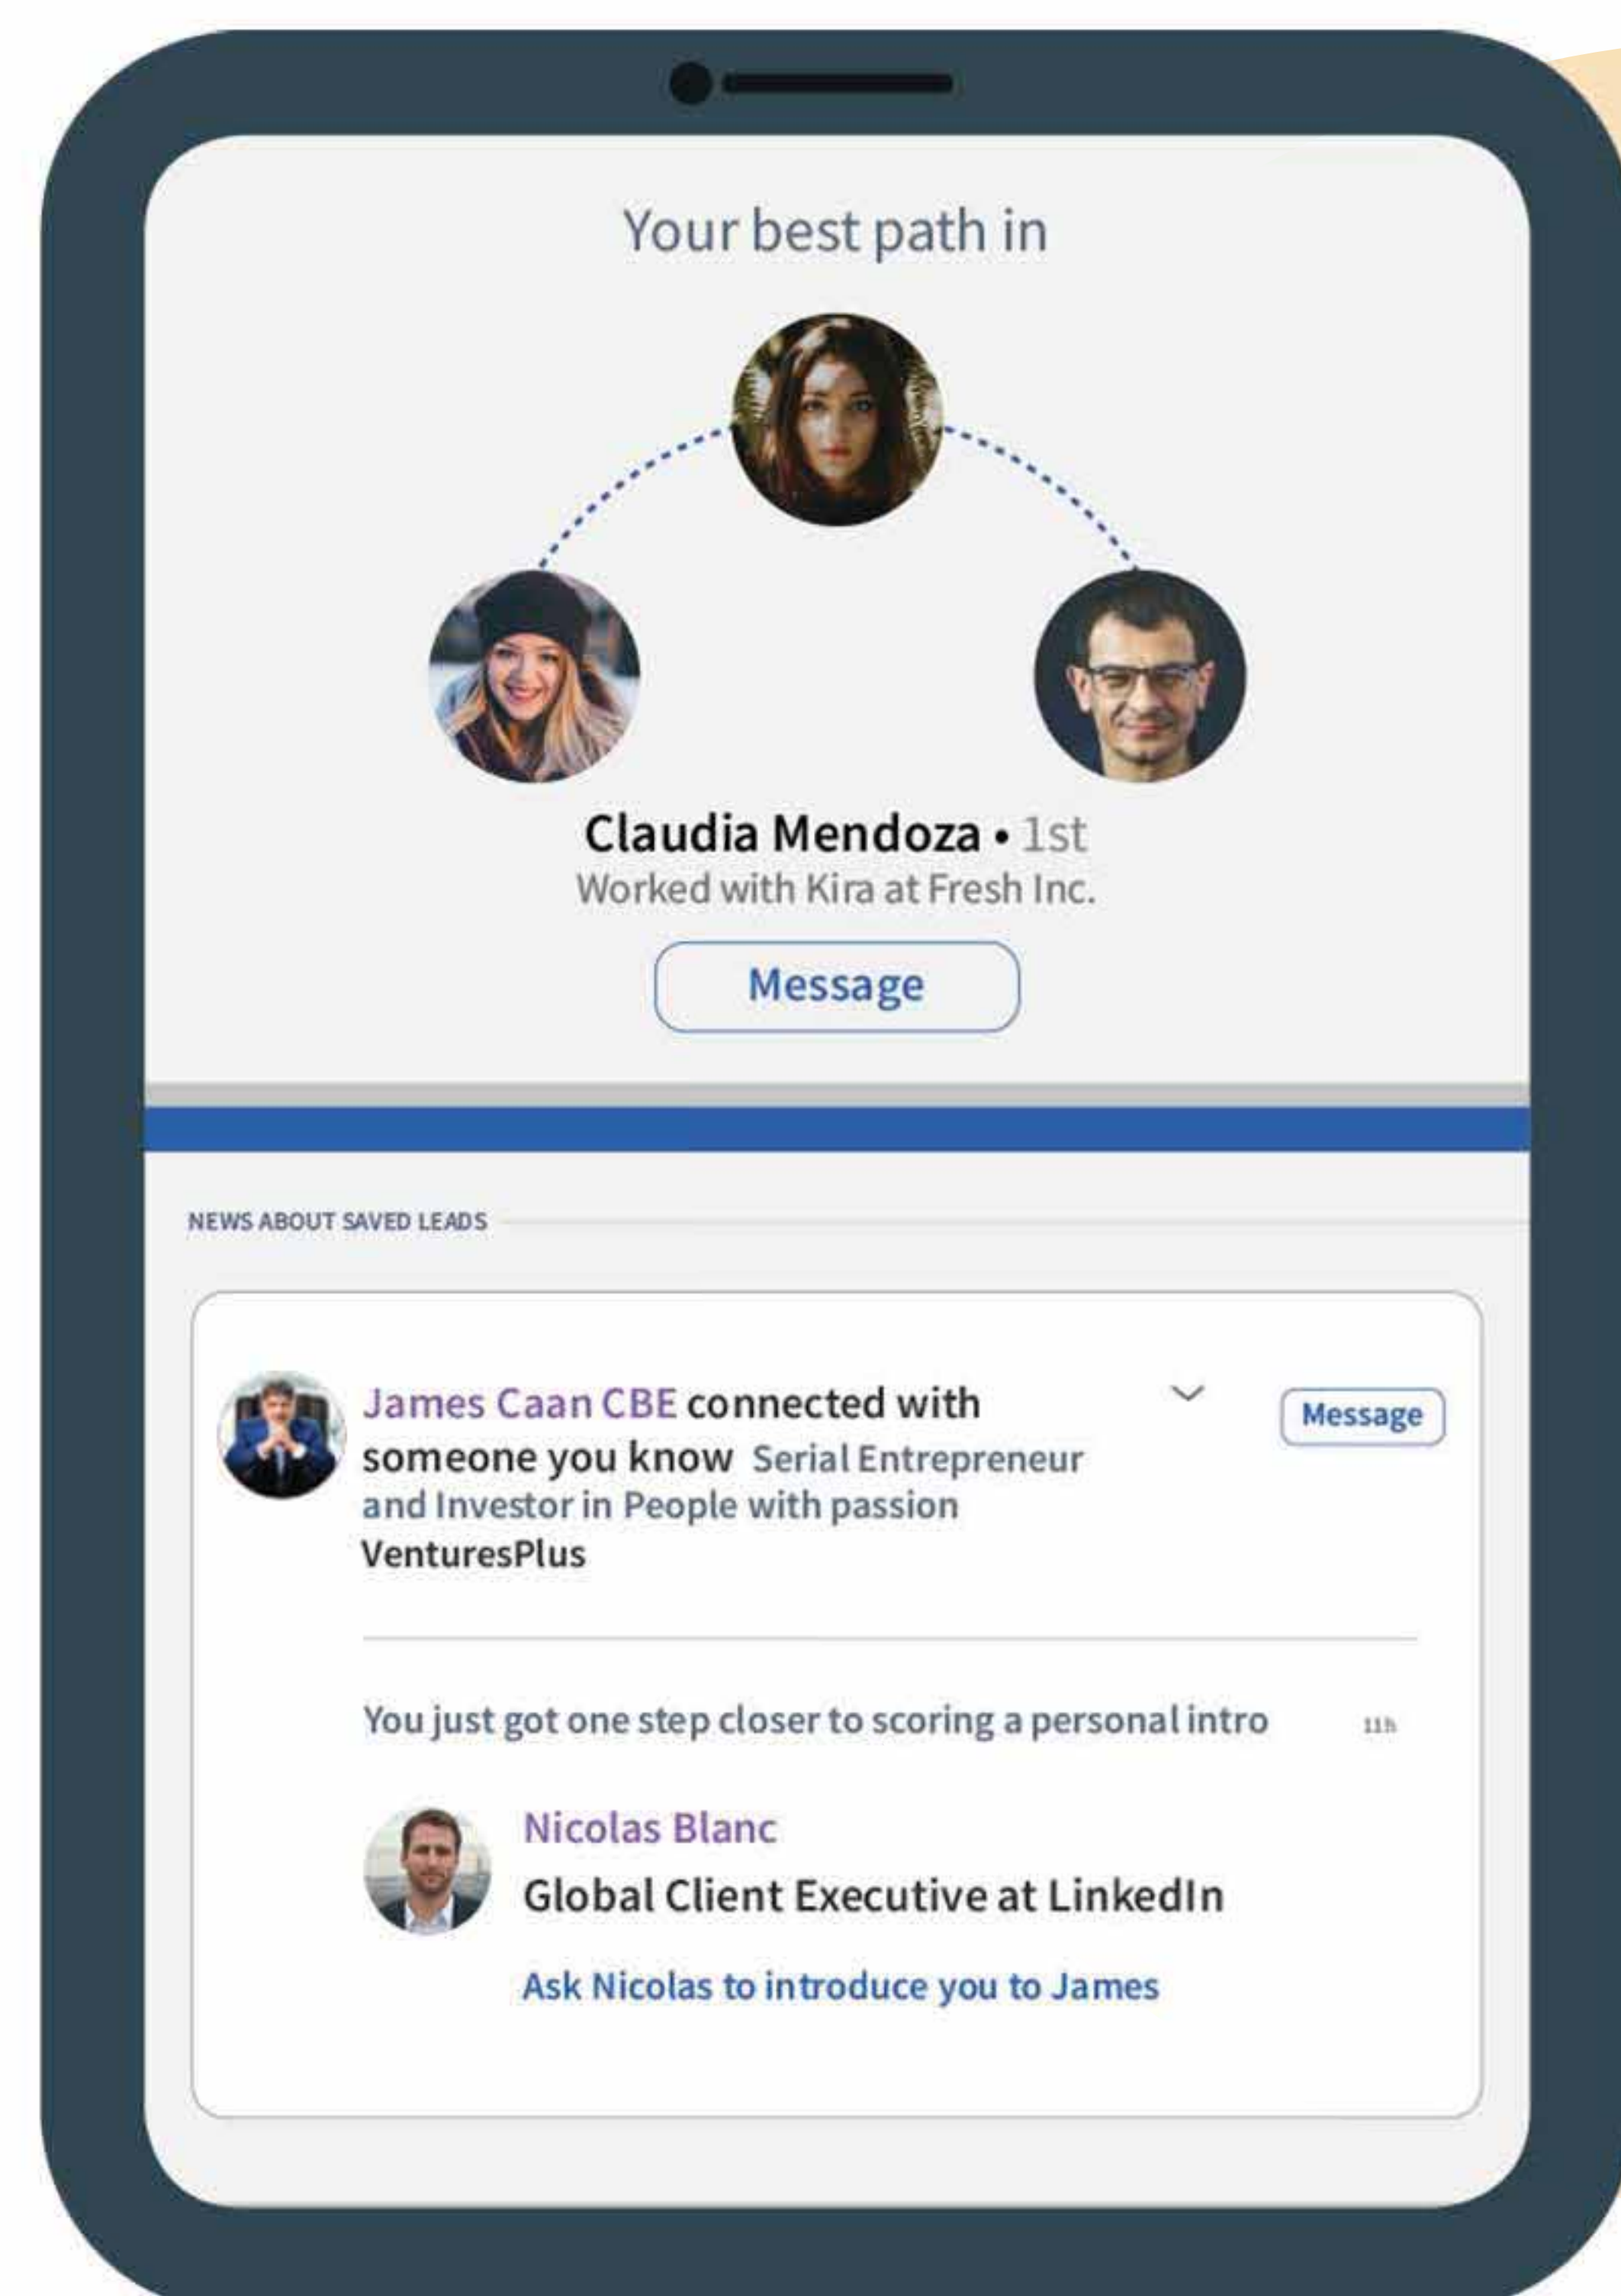 Your best path in
Claudia Mendoza • 1st
Worked with Kira at Fresh Inc.
Message
NEWS ABOUT SAVED LEADS
James Caan CBE connected with
someone you know Serial Entrepreneur
and Investor in People with passion
VenturesPlus
Message
You just got one step closer to scoring a personal intro
11h
Nicolas Blanc
Global Client Executive at LinkedIn
Ask Nicolas to introduce you to James